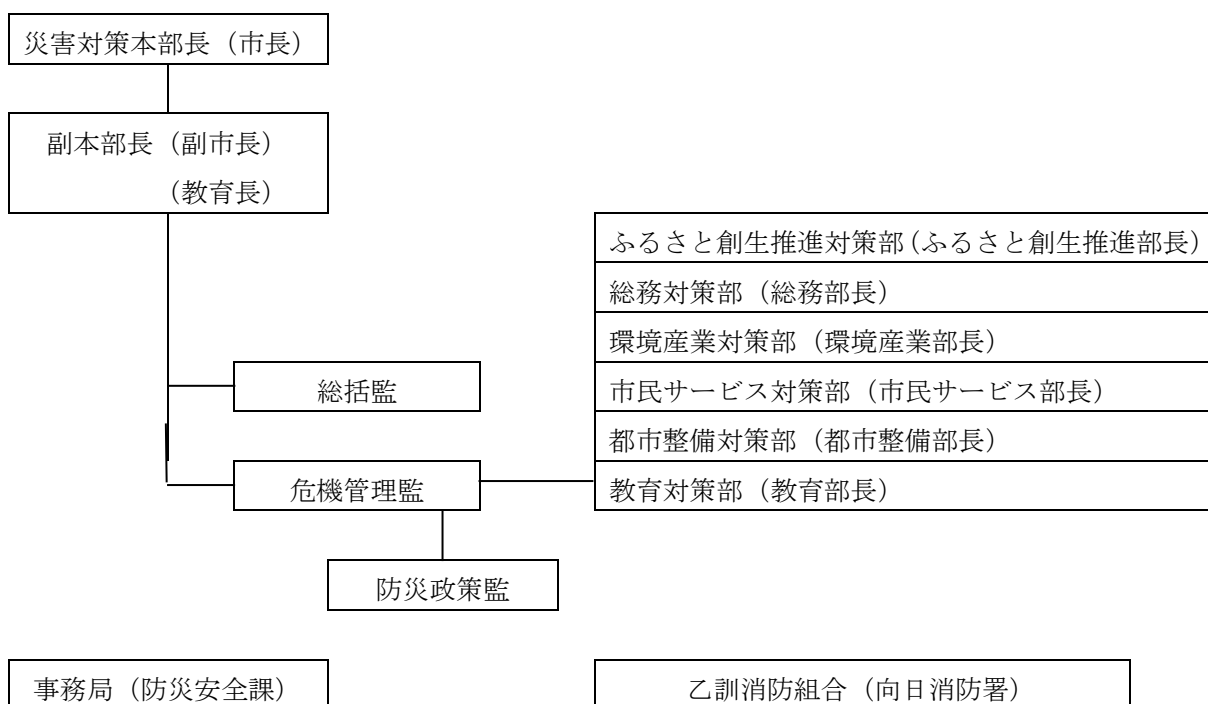 災害対策本部長（市長）
副本部長（副市長）
（教育長）
ふるさと創生推進対策部（ふるさと創生推進部長）
総務対策部（総務部長）
環境産業対策部（環境産業部長）
総括監
市民サービス対策部（市民サービス部長）
都市整備対策部（都市整備部長）
危機管理監
教育対策部（教育部長）
防災政策監
事務局（防災安全課）
乙訓消防組合（向日消防署）